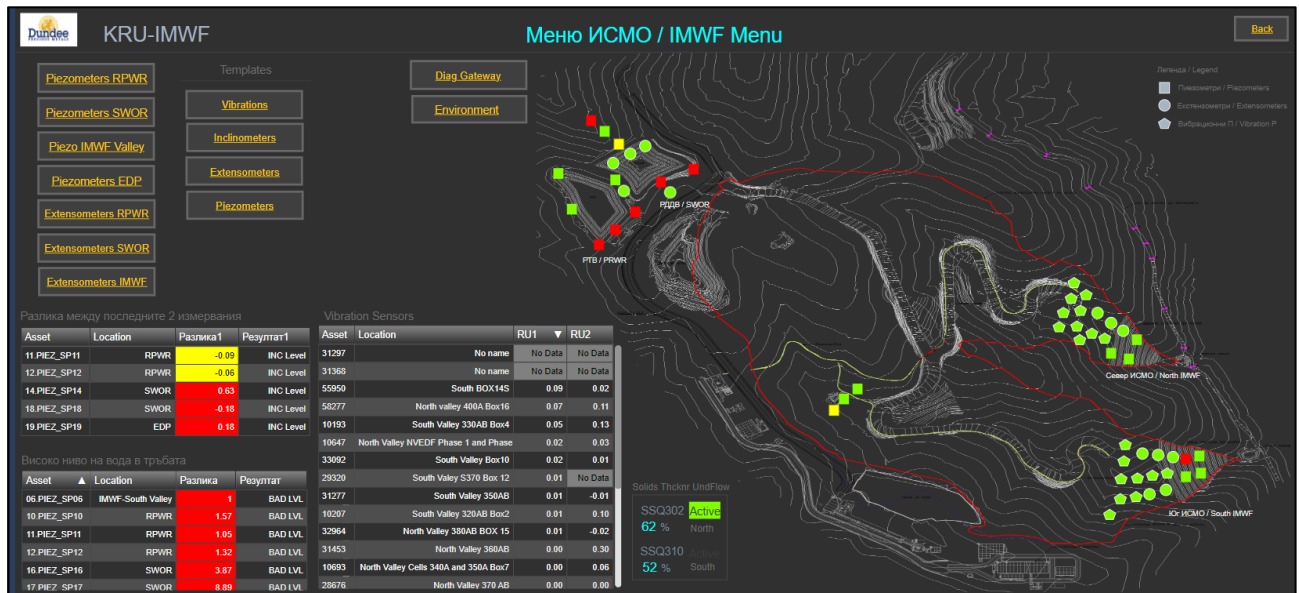 Dundee
PRECIOUS METALS
KRU-IMWF
Меню ИСМО / IMWF Menu
Back
Piezometers RPWR
Piezometers SWOR
Piezo IMWF Valley
Piezometers EDP
Extensometers RPWR
Extensometers SWOR
Extensometers IMWF
Templates
Vibrations
Inclinometers
Extensometers
Piezometers
Diag Gateway
Environment
Легенда / Legend
Пиезометри / Piezometers
Екстензометри / Extensometers
Вибрационни П / Vibration P
РДДВ / SWOR
РТВ / PRWR
Север ИСМО / North IMWF
Юг ИСМО / South IMWF
Разлика между последните 2 измервания
Asset Location Разлика1 Резултат1
11.PIEZ_SP11 RPWR -0.09 INC Level
12.PIEZ_SP12 RPWR -0.06 INC Level
14.PIEZ_SP14 SWOR 0.63 INC Level
18.PIEZ_SP18 SWOR -0.18 INC Level
19.PIEZ_SP19 EDP 0.18 INC Level
Високо ниво на вода в тръбата
Asset ▲ Location Разлика Резултат
06.PIEZ_SP06 IMWF-South Valley 1 BAD LVL
10.PIEZ_SP10 RPWR 1.57 BAD LVL
11.PIEZ_SP11 RPWR 1.05 BAD LVL
12.PIEZ_SP12 RPWR 1.32 BAD LVL
16.PIEZ_SP16 SWOR 3.87 BAD LVL
17.PIEZ_SP17 SWOR 8.89 BAD LVL
Vibration Sensors
Asset Location RU1 ▼ RU2
31297 No name No Data No Data
31368 No name No Data No Data
55950 South BOX14S 0.09 0.02
58277 North valley 400A Box16 0.07 0.11
10193 South Valley 330AB Box4 0.05 0.13
10647 North Valley NVEDF Phase 1 and Phase 0.02 0.03
33092 South Valley Box10 0.02 0.01
29320 South Valey S370 Box 12 0.01 No Data
31277 South Valley 350AB 0.01 -0.01
10207 South Valley 320AB Box2 0.01 0.10
32964 North Valley 380AB BOX 15 0.01 -0.02
31453 North Valley 360AB 0.00 0.30
10693 North Valley Cells 340A and 350A Box7 0.00 0.06
28676 North Valley 370 AB 0.00 0.00
Solids Thcknr UndFlow
SSQ302 Active
62 % North
SSQ310 Active
52 % South